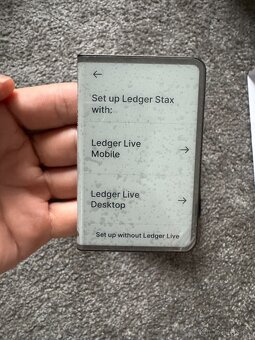 Set up Ledger Stax
with:
Ledger Live
Mobile
Ledger Live
Desktop
Set up without Ledger Live